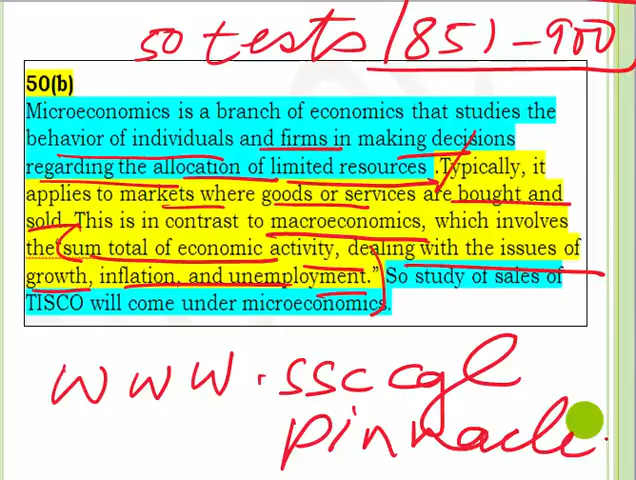 50 tests (851-900
50(b)
Microeconomics is a branch of economics that studies the
behavior of individuals and firms in making decisions
regarding the allocation of limited resources .Typically, it
applies to markets where goods or services are bought and
sold. This is in contrast to macroeconomics, which involves
the "sum total of economic activity, dealing with the issues of
growth, inflation, and unemployment." So study of sales of
TISCO will come under microeconomics.
www.ssccgl
pinnacle.